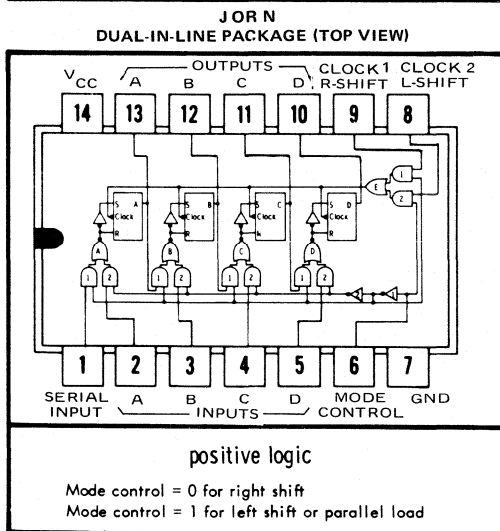 J OR N
DUAL-IN-LINE PACKAGE (TOP VIEW)
OUTPUTS
CLOCK 1 CLOCK 2
VCC A B C D R-SHIFT L-SHIFT
14 13 12 11 10 9 8
1
E
2
S A S B S C S D
Clock Clock Clock Clock
R R R R
A B C D
1 2 1 2 1 2 1 2 2 1
1 2 3 4 5 6 7
SERIAL INPUT A B C D MODE CONTROL GND
INPUTS
positive logic
Mode control = 0 for right shift
Mode control = 1 for left shift or parallel load